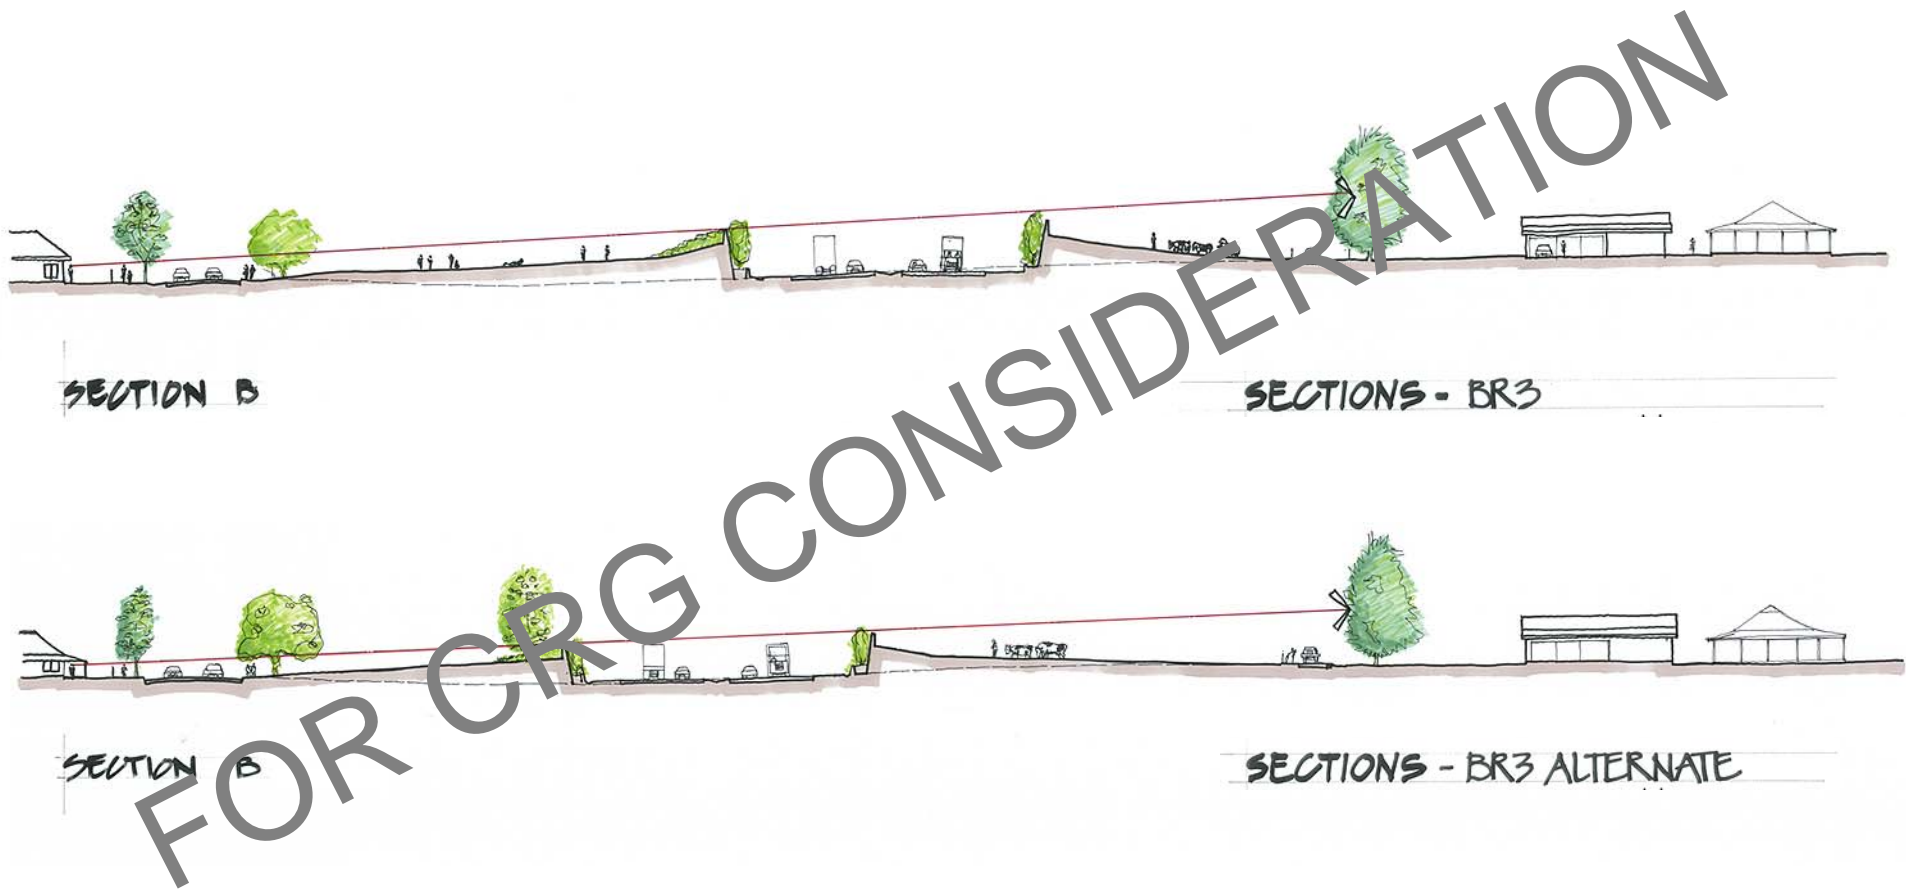 SECTION B
SECTIONS - BR3
SECTION B
SECTIONS - BR3 ALTERNATE
FOR CRG CONSIDERATION